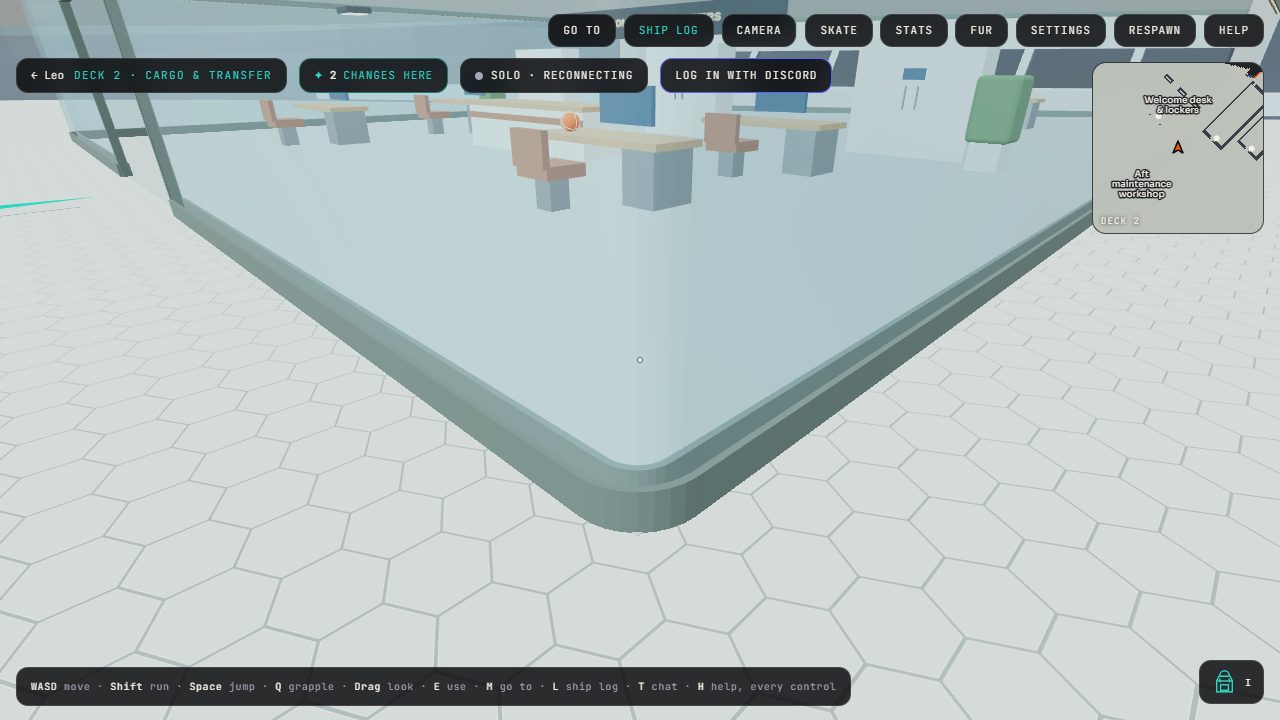 GO TO
SHIP LOG
CAMERA
SKATE
STATS
FUR
SETTINGS
RESPAWN
HELP
← Leo DECK 2 · CARGO & TRANSFER
✦ 2 CHANGES HERE
● SOLO · RECONNECTING
LOG IN WITH DISCORD
Welcome desk
& lockers
Aft
maintenance
workshop
DECK 2
WASD move · Shift run · Space jump · Q grapple · Drag look · E use · M go to · L ship log · T chat · H help, every control
I